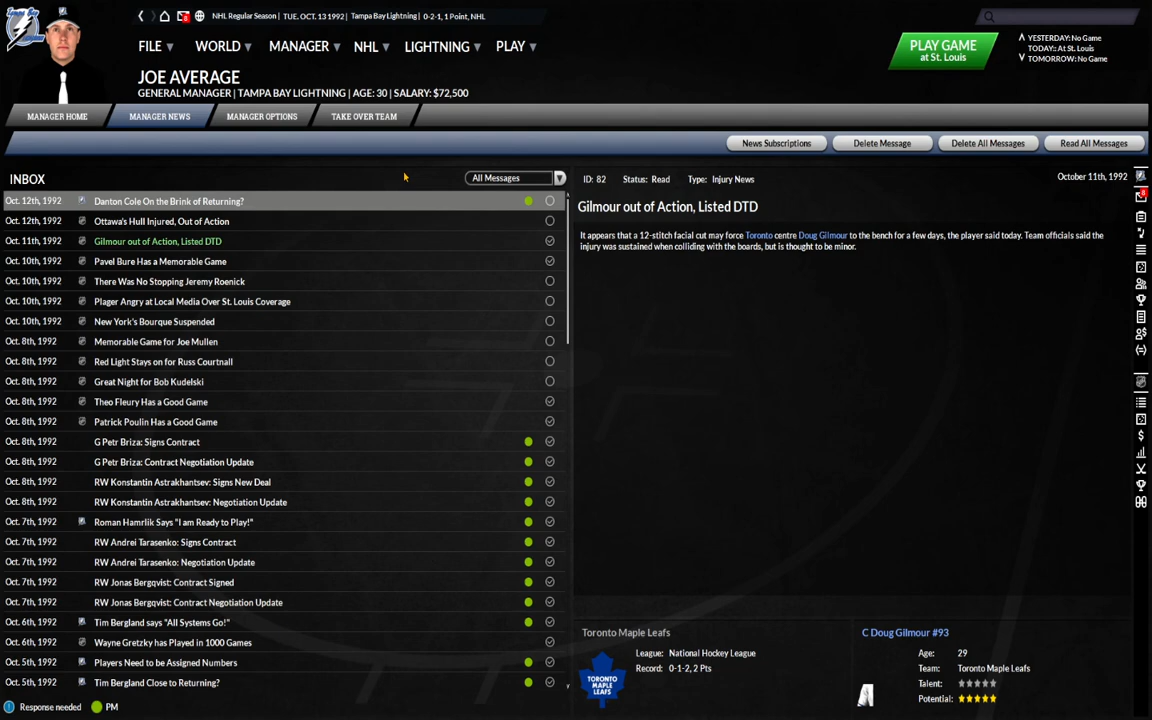 NHL Regular Season | TUE. OCT. 13 1992 | Tampa Bay Lightning | 0-2-1, 1 Point, NHL
FILE WORLD MANAGER NHL LIGHTNING PLAY
PLAY GAME
at St. Louis
YESTERDAY: No Game
TODAY:: At St. Louis
TOMORROW: No Game
JOE AVERAGE
GENERAL MANAGER | TAMPA BAY LIGHTNING | AGE: 30 | SALARY: $72,500
MANAGER HOME MANAGER NEWS MANAGER OPTIONS TAKE OVER TEAM
News Subscriptions Delete Message Delete All Messages Read All Messages
INBOX All Messages
Oct. 12th, 1992 Danton Cole On the Brink of Returning?
Oct. 12th, 1992 Ottawa's Hull Injured, Out of Action
Oct. 11th, 1992 Gilmour out of Action, Listed DTD
Oct. 10th, 1992 Pavel Bure Has a Memorable Game
Oct. 10th, 1992 There Was No Stopping Jeremy Roenick
Oct. 10th, 1992 Plager Angry at Local Media Over St. Louis Coverage
Oct. 10th, 1992 New York's Bourque Suspended
Oct. 8th, 1992 Memorable Game for Joe Mullen
Oct. 8th, 1992 Red Light Stays on for Russ Courtnall
Oct. 8th, 1992 Great Night for Bob Kudelski
Oct. 8th, 1992 Theo Fleury Has a Good Game
Oct. 8th, 1992 Patrick Poulin Has a Good Game
Oct. 8th, 1992 G Petr Briza: Signs Contract
Oct. 8th, 1992 G Petr Briza: Contract Negotiation Update
Oct. 8th, 1992 RW Konstantin Astrakhantsev: Signs New Deal
Oct. 8th, 1992 RW Konstantin Astrakhantsev: Negotiation Update
Oct. 7th, 1992 Roman Hamrlik Says "I am Ready to Play!"
Oct. 7th, 1992 RW Andrei Tarasenko: Signs Contract
Oct. 7th, 1992 RW Andrei Tarasenko: Negotiation Update
Oct. 7th, 1992 RW Jonas Bergqvist: Contract Signed
Oct. 7th, 1992 RW Jonas Bergqvist: Contract Negotiation Update
Oct. 6th, 1992 Tim Bergland says "All Systems Go!"
Oct. 6th, 1992 Wayne Gretzky has Played in 1000 Games
Oct. 5th, 1992 Players Need to be Assigned Numbers
Oct. 5th, 1992 Tim Bergland Close to Returning?
Response needed PM
ID: 82 Status: Read Type: Injury News October 11th, 1992
Gilmour out of Action, Listed DTD
It appears that a 12-stitch facial cut may force Toronto centre Doug Gilmour to the bench for a few days, the player said today. Team officials said the
injury was sustained when colliding with the boards, but is thought to be minor.
Toronto Maple Leafs
League: National Hockey League
Record: 0-1-2, 2 Pts
TORONTO
MAPLE
LEAFS
C Doug Gilmour #93
Age: 29
Team: Toronto Maple Leafs
Talent:
Potential: